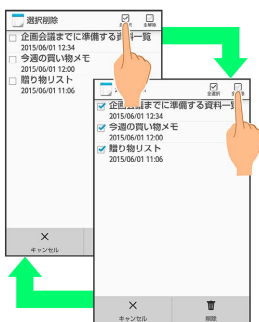 選択削除
全選択
全解除
企画会議までに準備する資料一覧
2015/06/01 12:34
今週の買い物メモ
2015/06/01 12:00
贈り物リスト
2015/06/01 11:06
キャンセル
全選択
全解除
企画会議までに準備する資料一覧
2015/06/01 12:34
今週の買い物メモ
2015/06/01 12:00
贈り物リスト
2015/06/01 11:06
キャンセル
削除